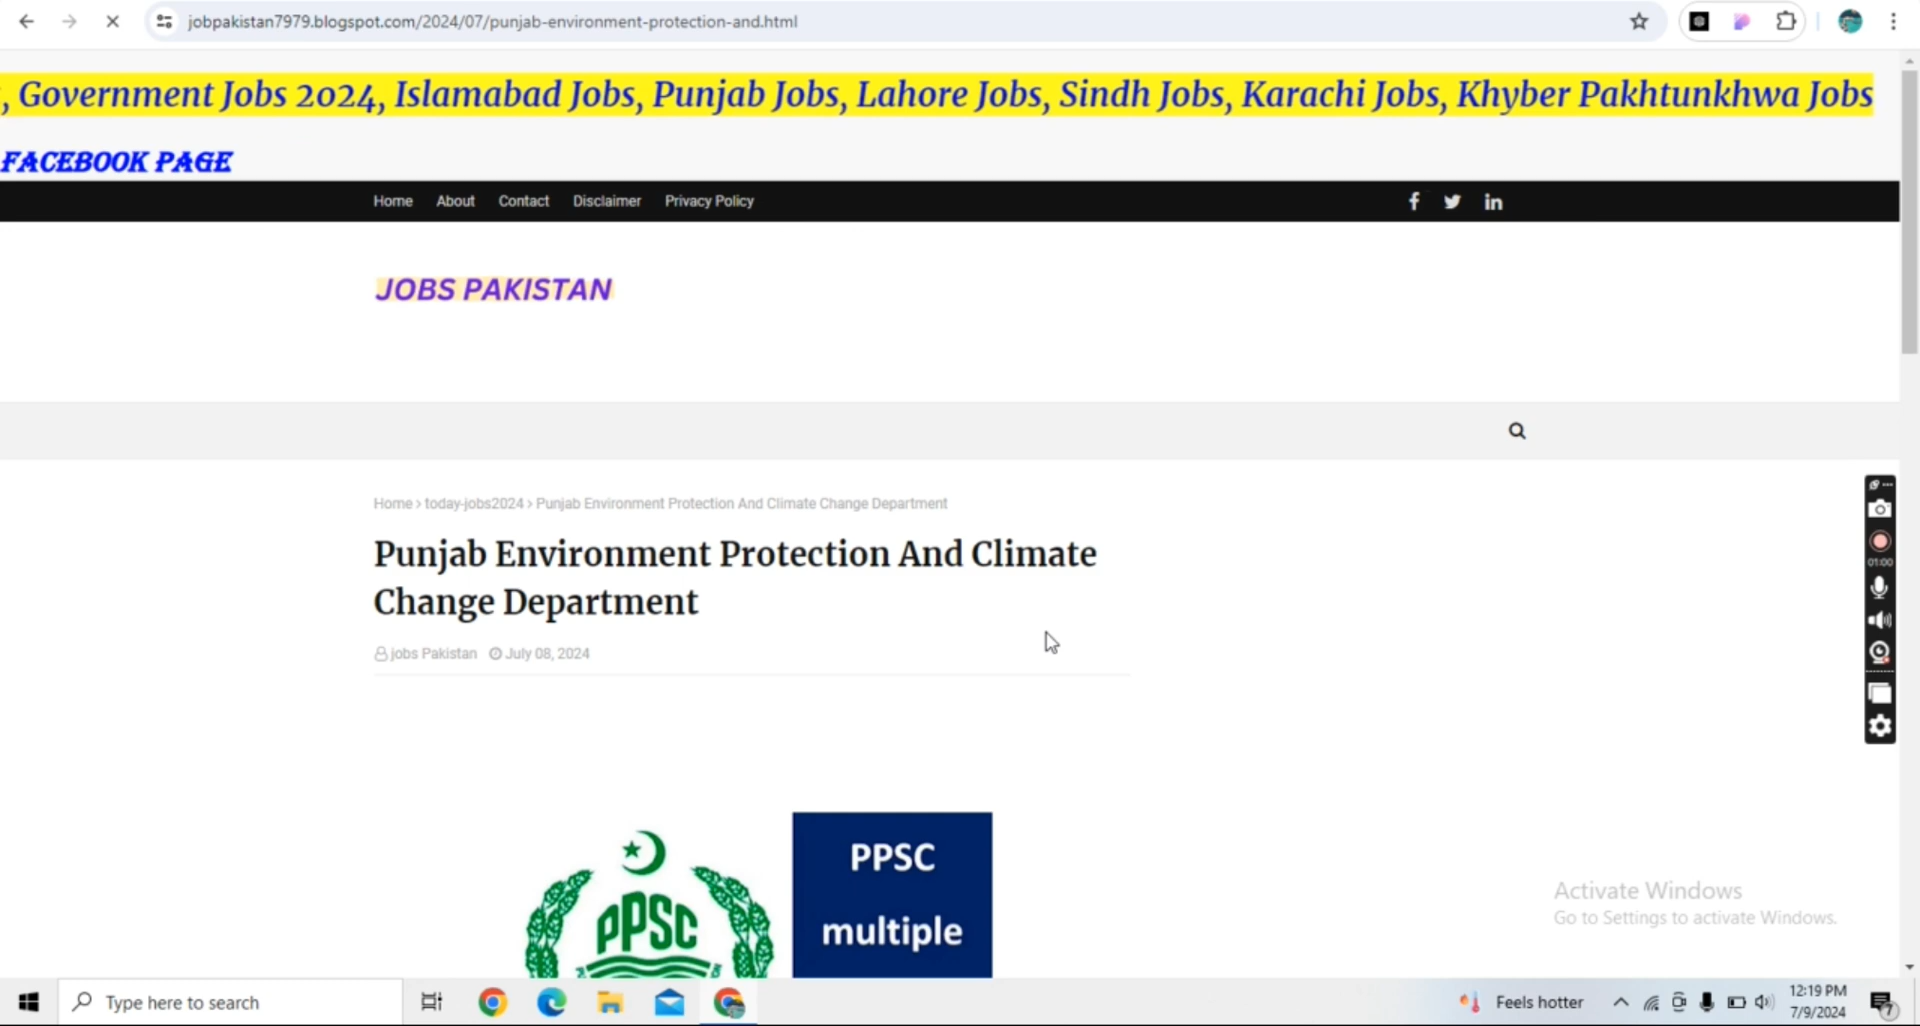 jobpakistan7979.blogspot.com/2024/07/punjab-environment-protection-and.html
, Government Jobs 2024, Islamabad Jobs, Punjab Jobs, Lahore Jobs, Sindh Jobs, Karachi Jobs, Khyber Pakhtunkhwa Jobs
FACEBOOK PAGE
Home About Contact Disclaimer Privacy Policy
JOBS PAKISTAN
Home › today-jobs2024 › Punjab Environment Protection And Climate Change Department
Punjab Environment Protection And Climate
Change Department
jobs Pakistan July 08, 2024
01:00
PPSC
multiple
PPSC
Activate Windows
Go to Settings to activate Windows.
Type here to search
Feels hotter
12:19 PM
7/9/2024
7